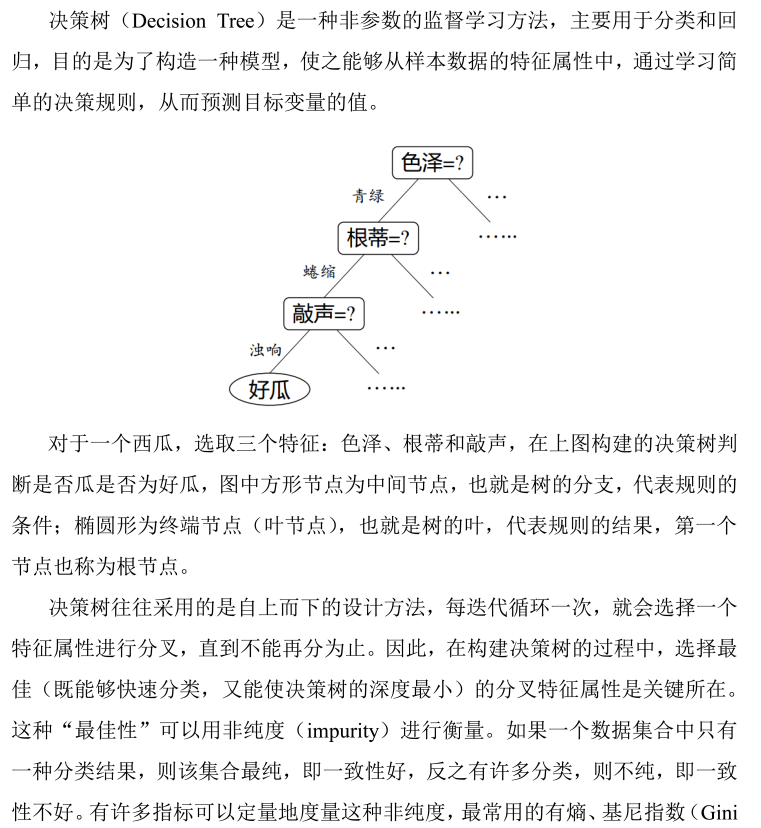 决策树（Decision Tree）是一种非参数的监督学习方法，主要用于分类和回
归，目的是为了构造一种模型，使之能够从样本数据的特征属性中，通过学习简
单的决策规则，从而预测目标变量的值。
色泽=?
青绿
…
根蒂=?
…...
蜷缩
…
敲声=?
…...
浊响
…
好瓜
…...
对于一个西瓜，选取三个特征：色泽、根蒂和敲声，在上图构建的决策树判
断是否瓜是否为好瓜，图中方形节点为中间节点，也就是树的分支，代表规则的
条件；椭圆形为终端节点（叶节点），也就是树的叶，代表规则的结果，第一个
节点也称为根节点。
决策树往往采用的是自上而下的设计方法，每迭代循环一次，就会选择一个
特征属性进行分叉，直到不能再分为止。因此，在构建决策树的过程中，选择最
佳（既能够快速分类，又能使决策树的深度最小）的分叉特征属性是关键所在。
这种“最佳性”可以用非纯度（impurity）进行衡量。如果一个数据集合中只有
一种分类结果，则该集合最纯，即一致性好，反之有许多分类，则不纯，即一致
性不好。有许多指标可以定量地度量这种非纯度，最常用的有熵、基尼指数（Gini